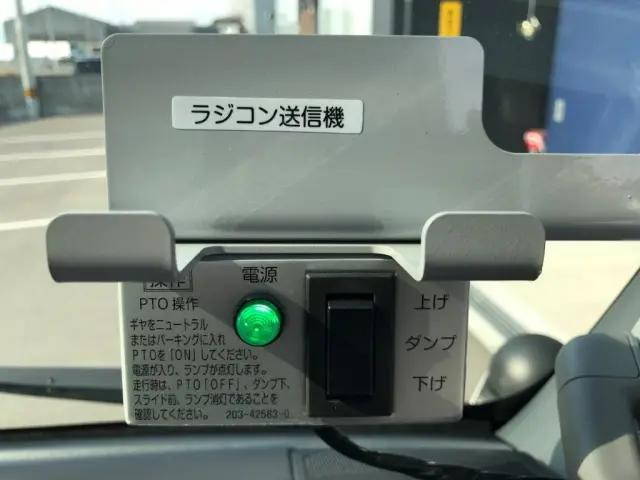 ラジコン送信機
操作
電源
PTO 操作
ギヤをニュートラル
またはパーキングに入れ
PTOを「ON」してください。
電源が入り、ランプが点灯します。
走行時は、PTO「OFF」、ダンプ下、
スライド前、ランプ消灯であることを
確認してください。
203-42563-0
上げ
ダンプ
下げ